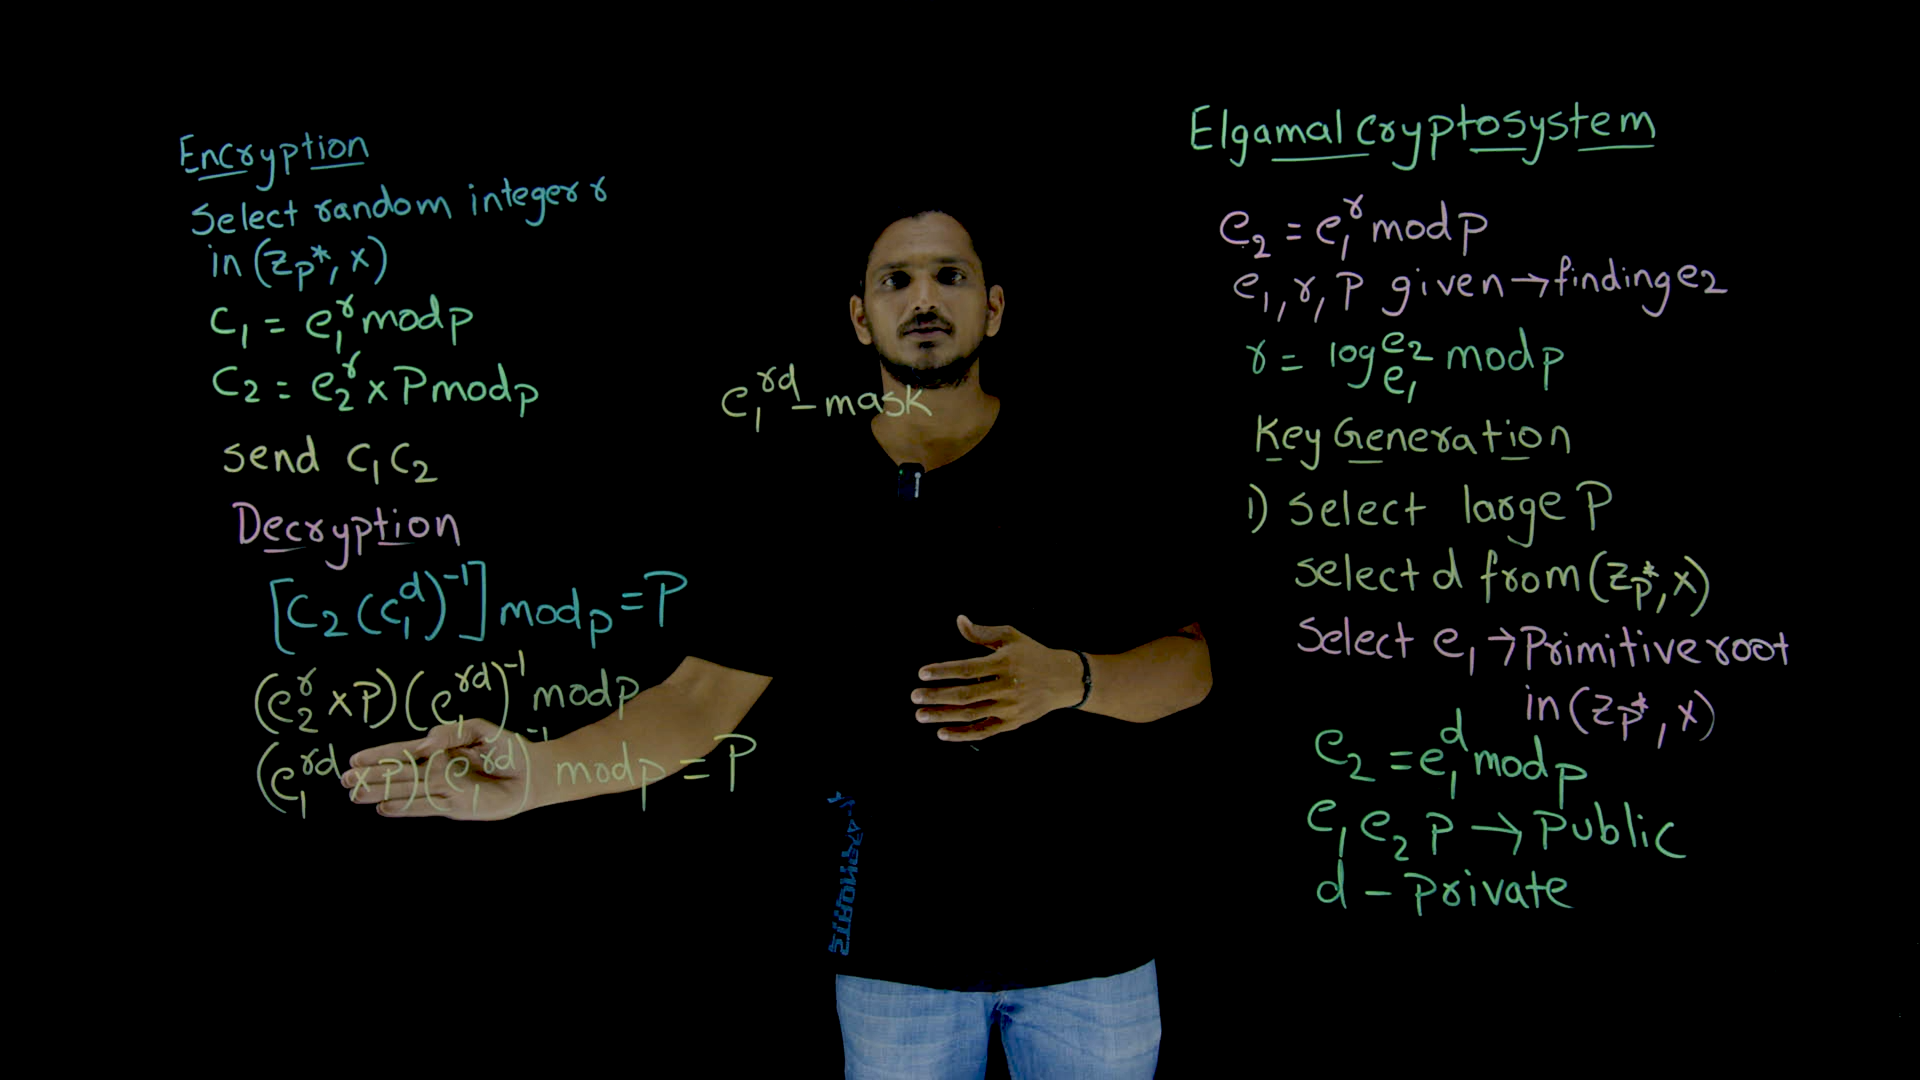 Encryption
Select random integer r
in (Zp*, x)
C1 = e1^r mod p
C2 = e2^r x P mod p
send C1 C2
Decryption
[C2 (C1^d)^-1] mod p = P
(e2^r x P) (e1^rd)^-1 mod p
(e1^rd x P) (e1^rd)^-1 mod p = P
e1^rd - mask
Elgamal cryptosystem
e2 = e1^r mod p
e1, r, P given → finding e2
r = log e1 e2 mod p
Key Generation
1) Select large P
Select d from (Zp*, x)
Select e1 → Primitive root
in (Zp*, x)
e2 = e1^d mod p
e1 e2 P → Public
d - Private